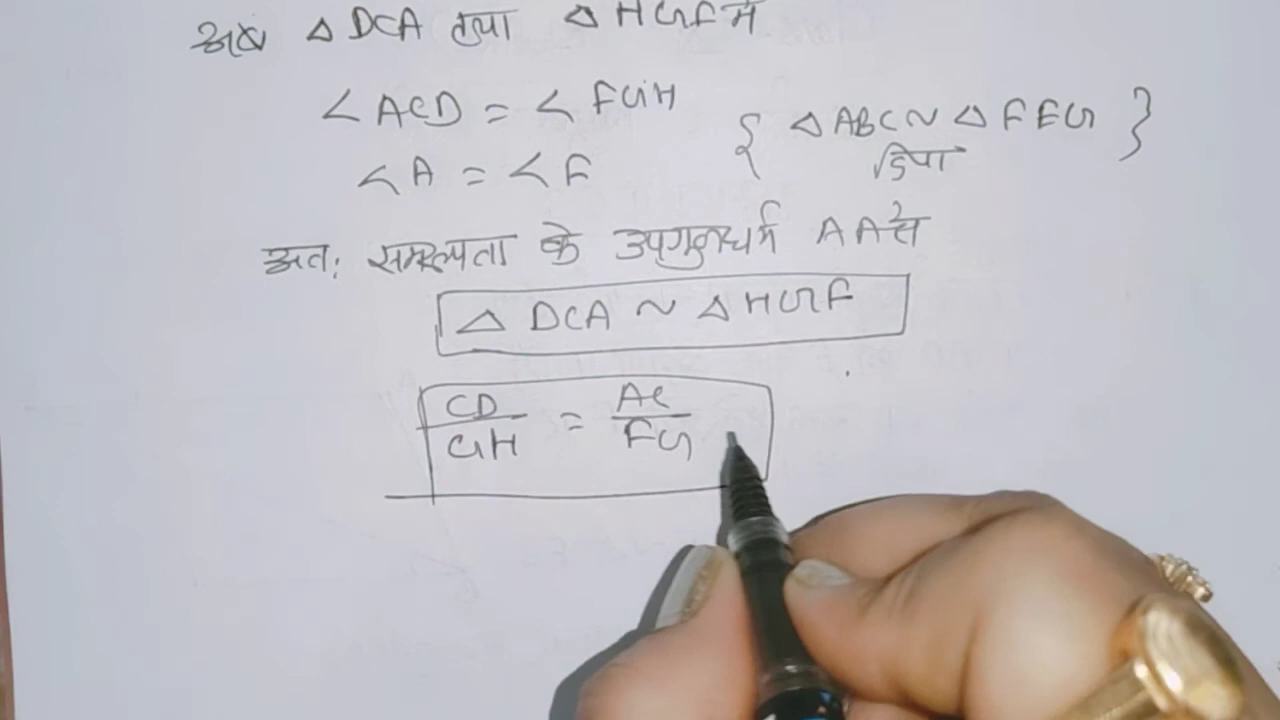 अब △ DCA तथा △ HGF में
∠ACD = ∠FGH
{ △ABC ~ △FEG }
∠A = ∠F
दिया
अतः समरूपता के उपगुणधर्म AA से
△ DCA ~ △ HGF
CD/GH = AC/FG